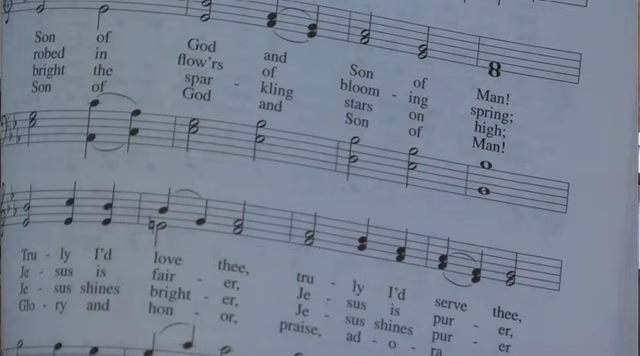 Son of God and Son of Man!
robed in flow'rs of bloom - ing spring;
bright the spar - kling stars on high;
Son of God and Son of Man!
Tru - ly I'd love thee, tru - ly I'd serve thee,
Je - sus is fair - er, Je - sus is pur - er,
Je - sus shines bright - er, Je - sus shines pur - er
Glo - ry and hon - or, praise, ad - o - ra